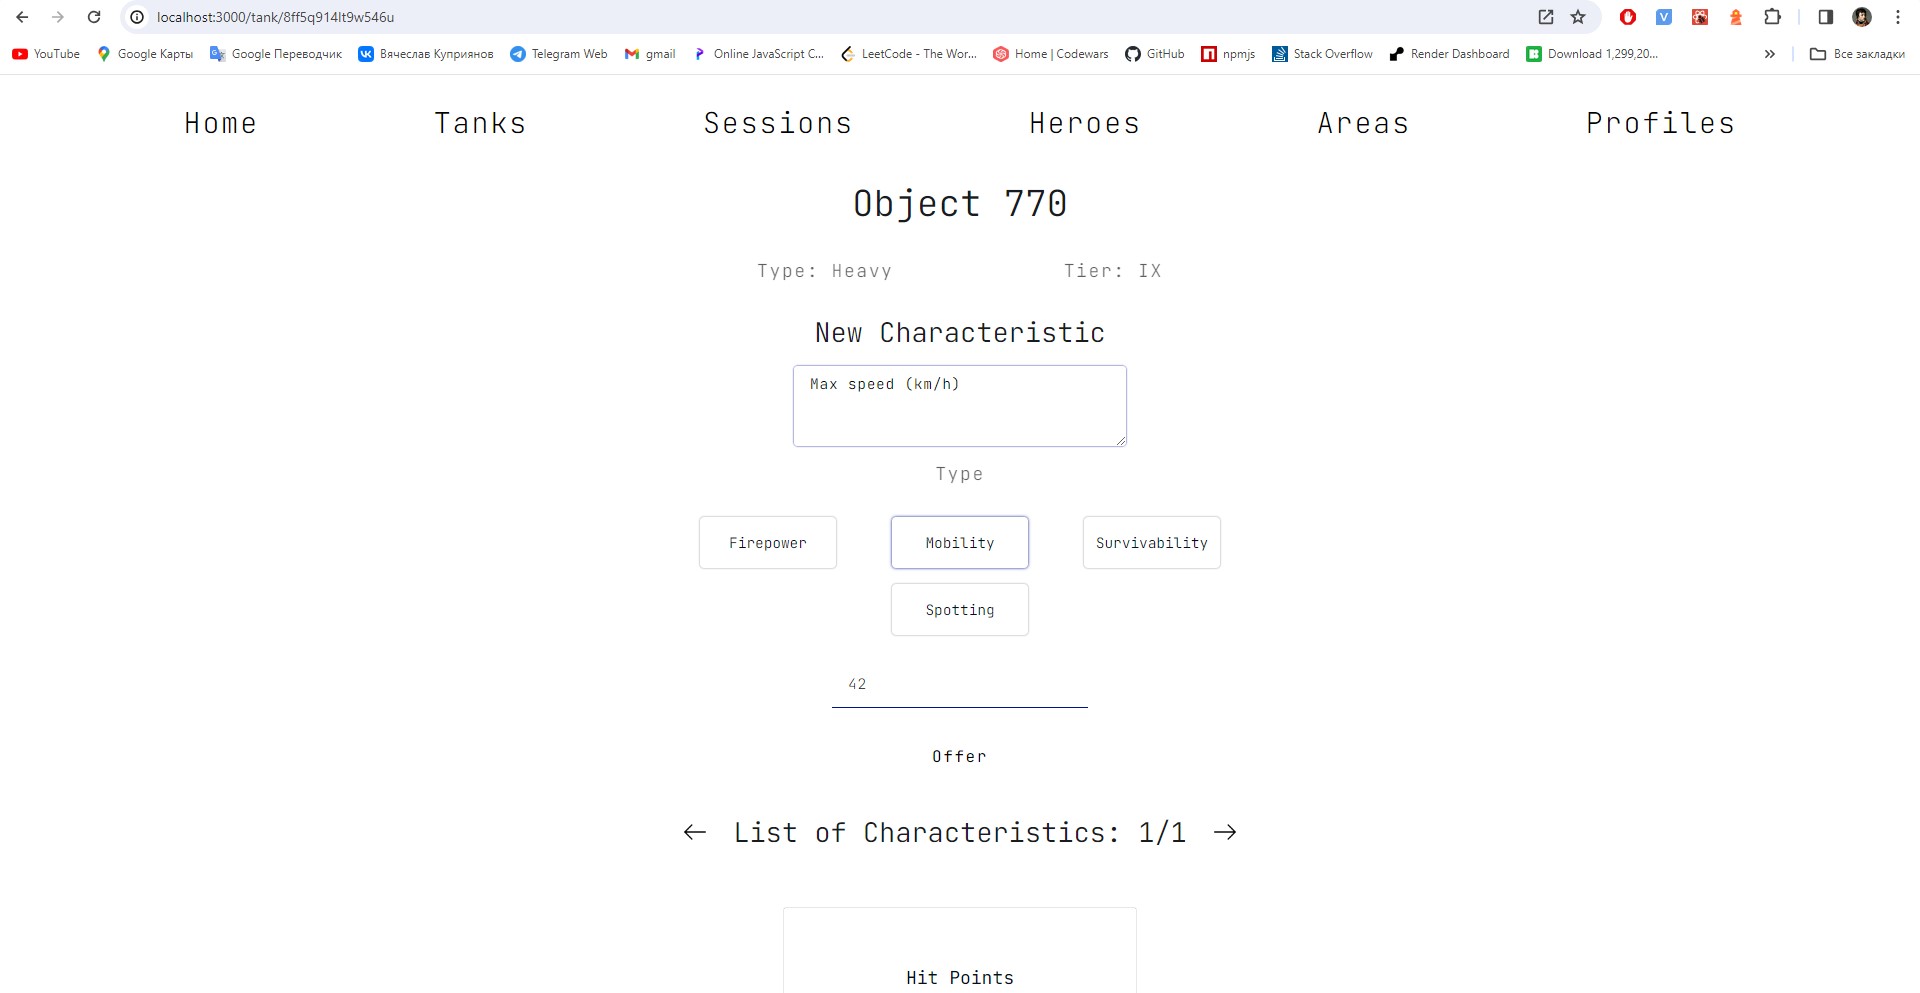 localhost:3000/tank/8ff5q914lt9w546u
YouTube Google Карты Google Переводчик Вячеслав Куприянов Telegram Web gmail Online JavaScript C... LeetCode - The Wor... Home | Codewars GitHub npmjs Stack Overflow Render Dashboard Download 1,299,20... » Все закладки
Home Tanks Sessions Heroes Areas Profiles
Object 770
Type: Heavy Tier: IX
New Characteristic
Max speed (km/h)
Type
Firepower Mobility Survivability
Spotting
42
Offer
← List of Characteristics: 1/1 →
Hit Points